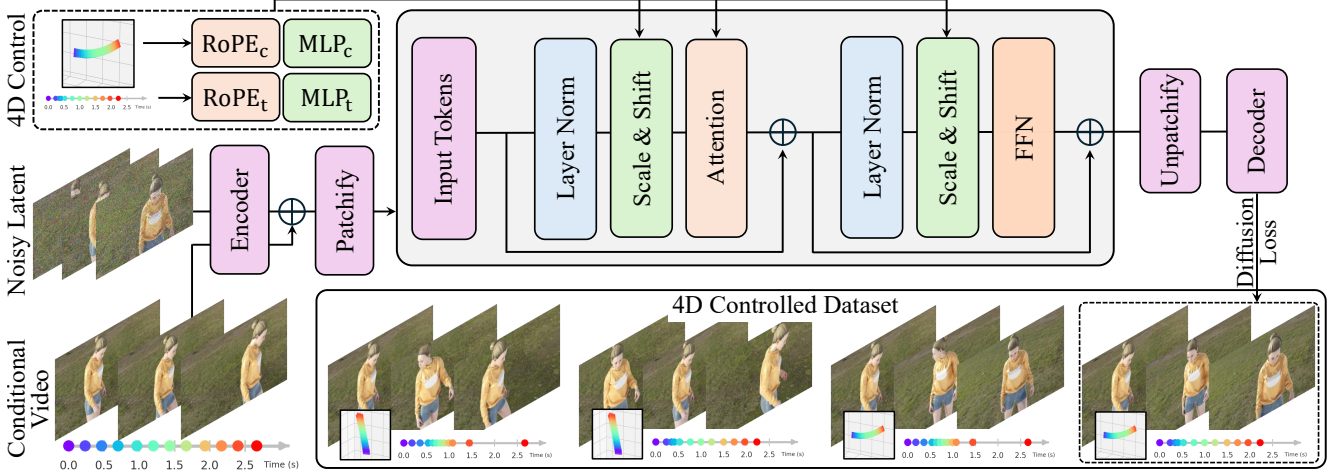 4D Control
RoPEc MLPc
RoPEt MLPt
0.0 0.5 1.0 1.5 2.0 2.5 Time (s)
Input Tokens
Layer Norm
Scale & Shift
Attention
Layer Norm
Scale & Shift
FFN
Unpatchify
Decoder
Noisy Latent
Encoder
Patchify
Diffusion
Loss
Conditional
Video
0.0 0.5 1.0 1.5 2.0 2.5 Time (s)
4D Controlled Dataset
0.0 0.5 1.0 1.5 2.0 2.5 Time (s)
0.0 0.5 1.0 1.5 2.0 2.5 Time (s)
0.0 0.5 1.0 1.5 2.0 2.5 Time (s)
0.0 0.5 1.0 1.5 2.0 2.5 Time (s)